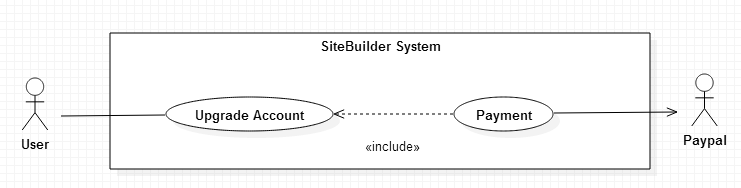 SiteBuilder System
Upgrade Account
Payment
«include»
User
Paypal